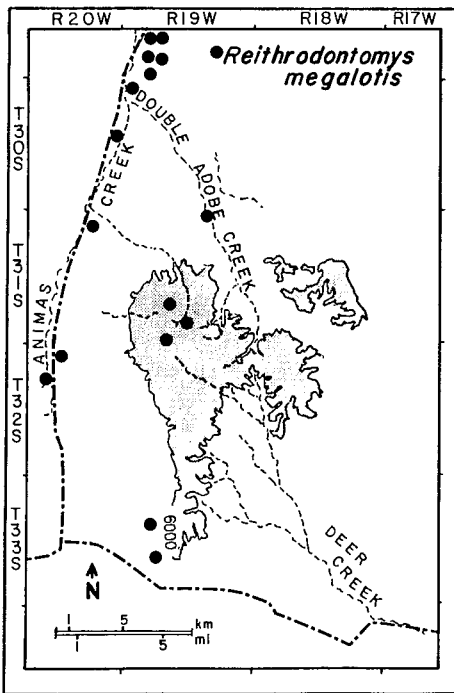 R20W R19W R18W R17W
Reithrodontomys
megalotis
T30S
T31S
T32S
T33S
DOUBLE ADOBE CREEK
ANIMAS CREEK
6000
DEER
CREEK
N
1 5 km
1 5 mi